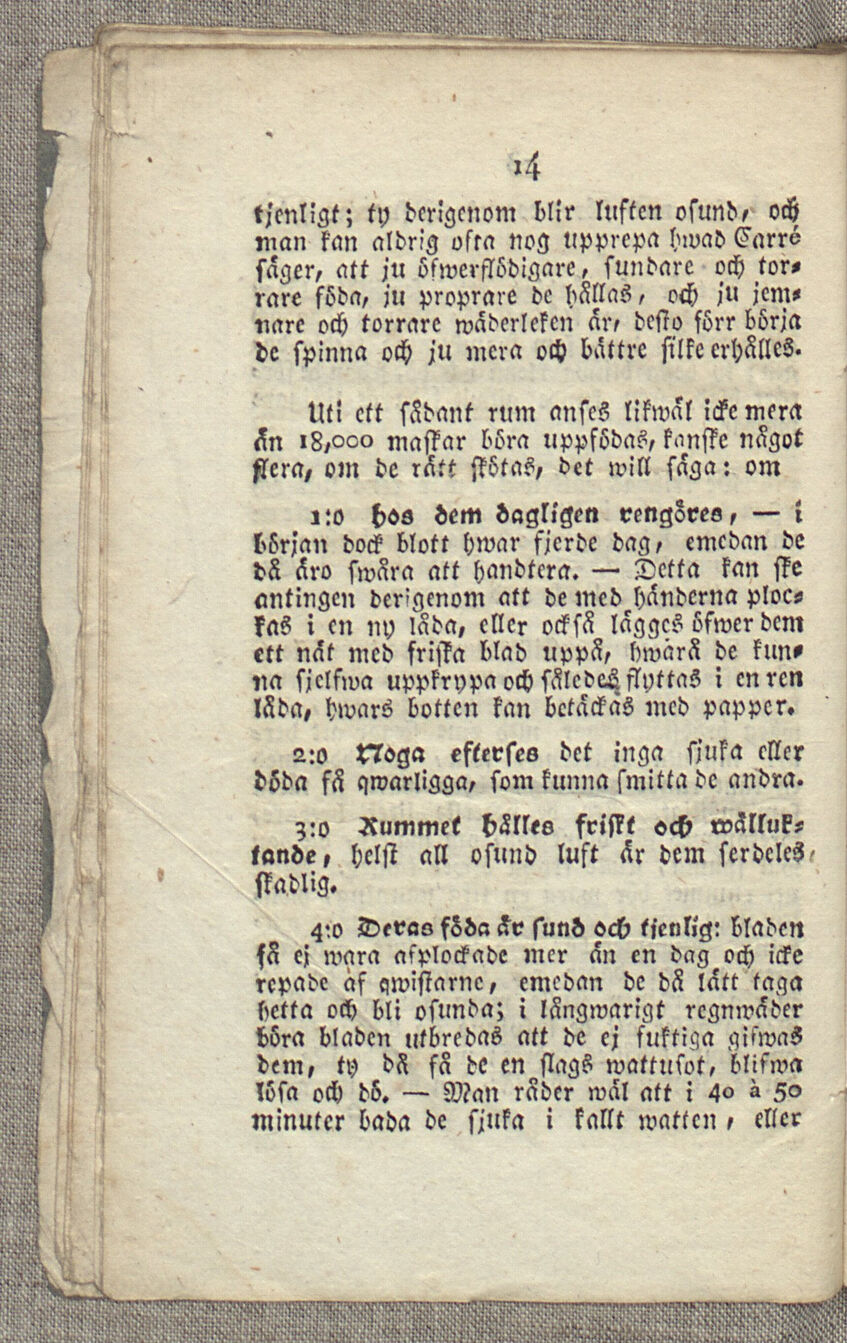 14
tjenligt; ty derigenom blir luften osund, och
man kan aldrig ofta nog upprepa hwad Carré
säger, att ju öfwerflödigare, sundare och tor-
rare föda, ju proprare de hållas, och ju jem-
nare och torrare wäderleken är, desto förr börja
de spinna och ju mera och bättre silke erhålles.
Uti ett sådant rum anses likwäl icke mera
än 18,000 maskar böra uppfödas, kanske något
flera, om de rätt skötas, det will säga: om
1:o hos dem dagligen rengöres, — i
början dock blott hwar fjerde dag, emedan de
då äro swåra att handtera. — Detta kan ske
antingen derigenom att de med händerna ploc-
kas i en ny låda, eller också lägges öfwer dem
ett nät med friska blad uppå, hwarå de kun-
na sjelfwa uppkrypa och således flyttas i en ren
låda, hwars botten kan betäckas med papper.
2:o Noga efterses det inga sjuka eller
döda få qwarligga, som kunna smitta de andra.
3:o Rummet hålles friskt och wälluk-
tande, helst all osund luft är dem serdeles
skadlig.
4:o Deras föda är sund och tjenlig: bladen
få ej wara afplockade mer än en dag och icke
repade af qwistarne, emedan de då lätt taga
hetta och bli osunda; i långwarigt regnwäder
böra bladen utbredas att de ej fuktiga gifwas
dem, ty då få de en slags wattusot, blifwa
lösa och dö. — Man råder wäl att i 40 à 50
minuter bada de sjuka i kallt watten, eller